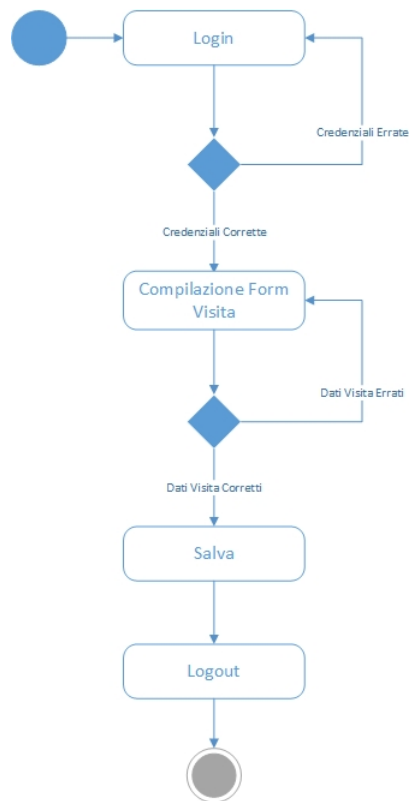 Login
Credenziali Errate
Credenziali Corrette
Compilazione Form
Visita
Dati Visita Errati
Dati Visita Corretti
Salva
Logout